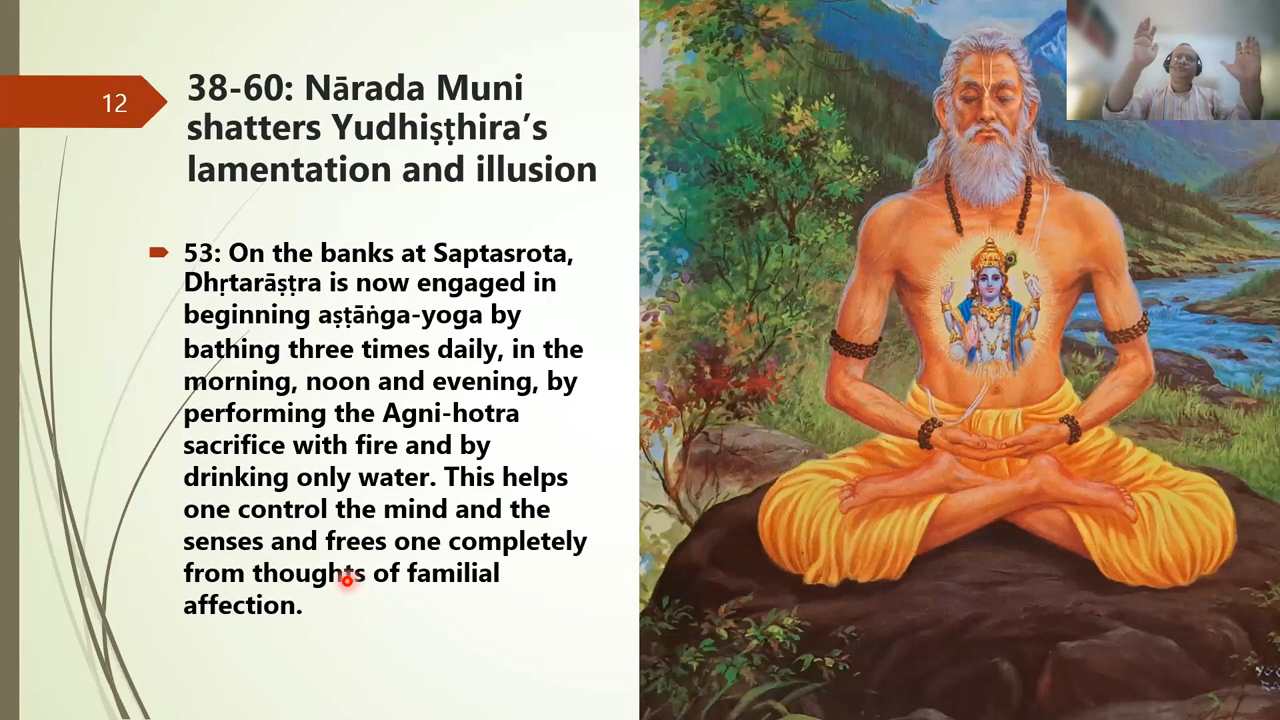 12
38-60: Nārada Muni
shatters Yudhiṣṭhira’s
lamentation and illusion
53: On the banks at Saptasrota,
Dhṛtarāṣṭra is now engaged in
beginning aṣṭāṅga-yoga by
bathing three times daily, in the
morning, noon and evening, by
performing the Agni-hotra
sacrifice with fire and by
drinking only water. This helps
one control the mind and the
senses and frees one completely
from thoughts of familial
affection.